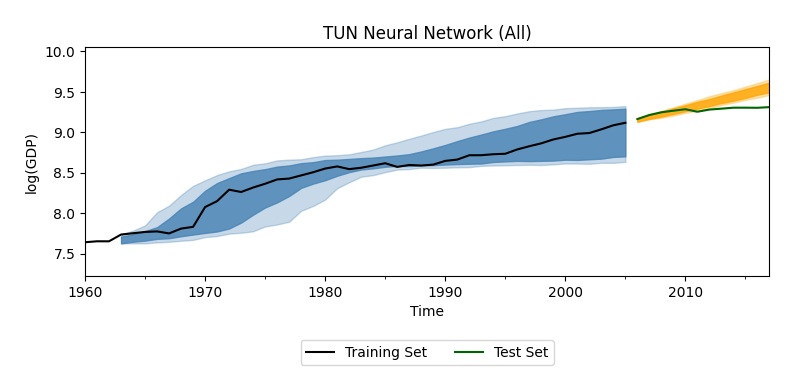 TUN Neural Network (All)
log(GDP)
10.0
9.5
9.0
8.5
8.0
7.5
1960 1970 1980 1990 2000 2010
Time
Training Set Test Set